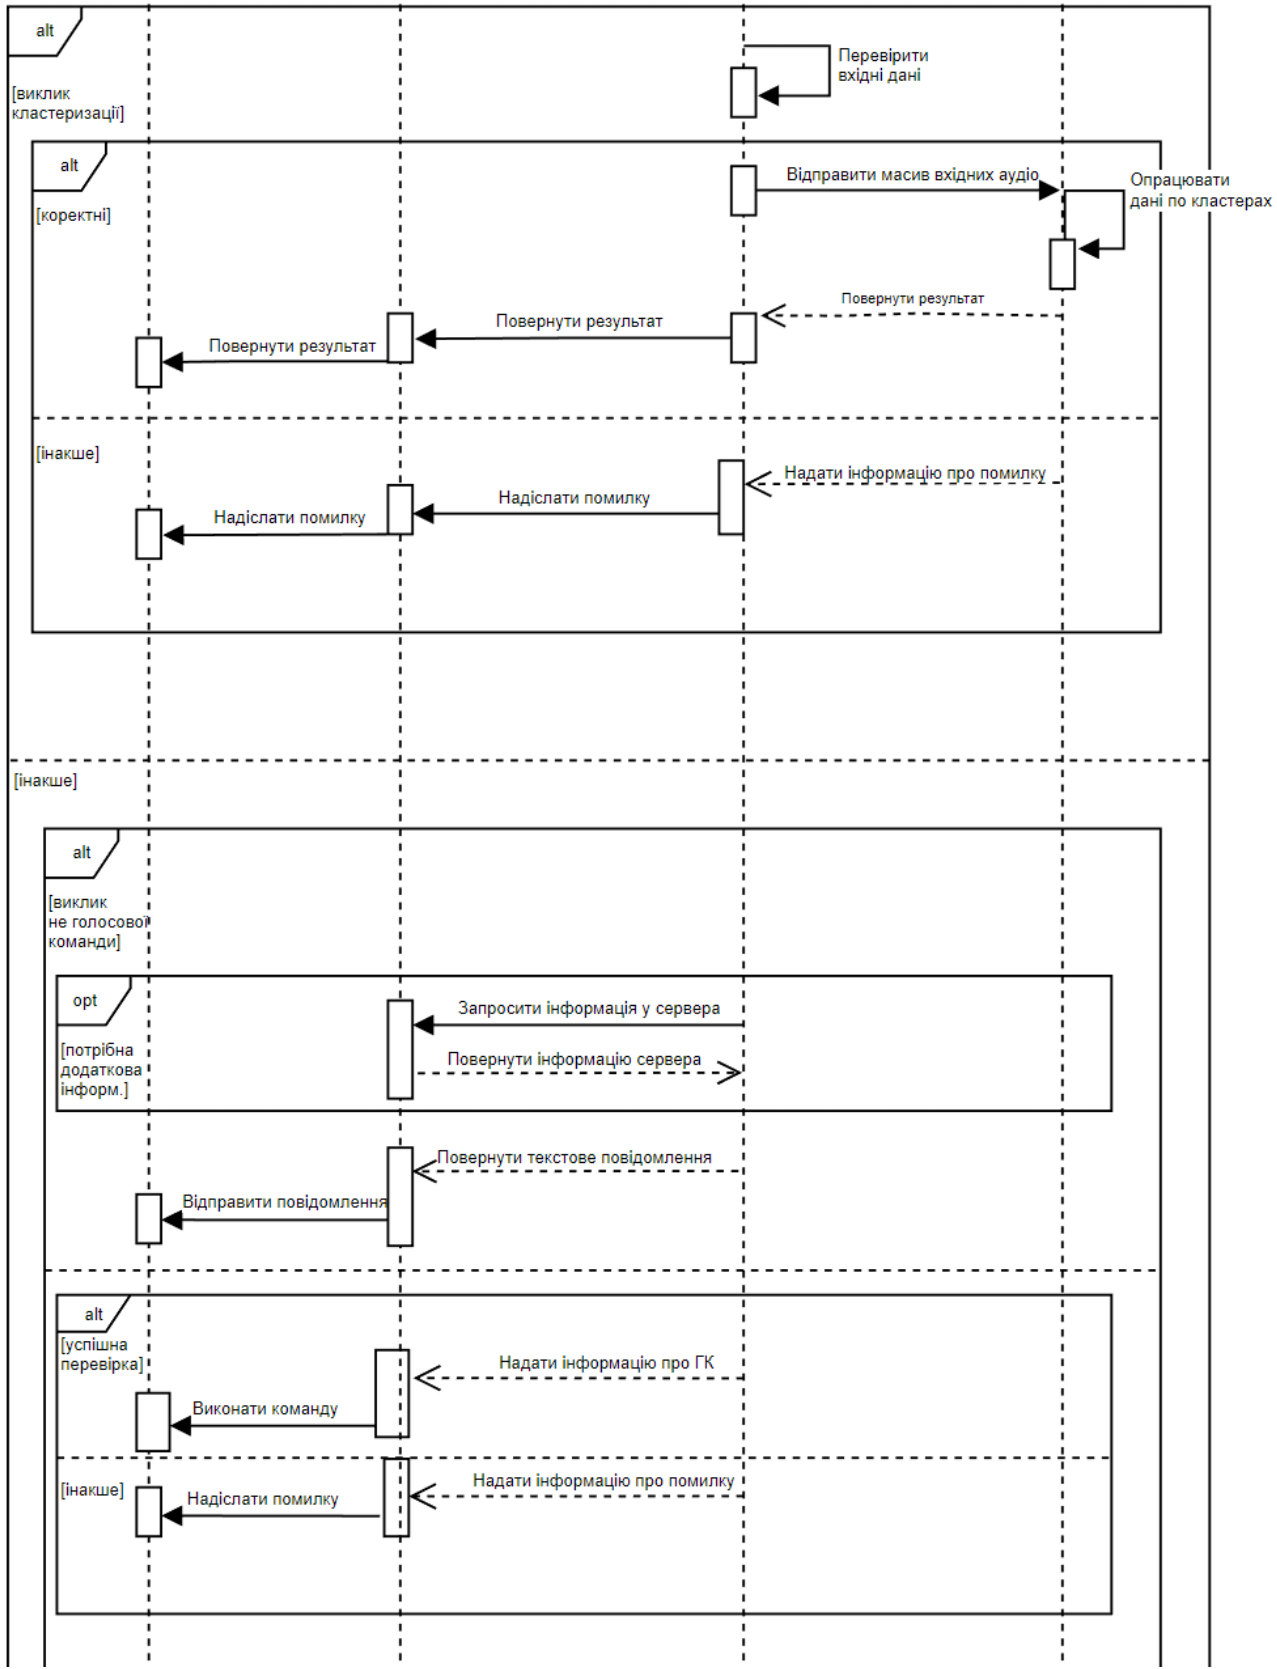 alt
Перевірити
вхідні дані
[виклик
кластеризації]
alt
Відправити масив вхідних аудіо
Опрацювати
дані по кластерах
[коректні]
Повернути результат
Повернути результат
Повернути результат
[інакше]
Надати інформацію про помилку
Надіслати помилку
Надіслати помилку
[інакше]
alt
[виклик
не голосової
команди]
opt
Запросити інформація у сервера
[потрібна
додаткова
інформ.]
Повернути інформацію сервера
Повернути текстове повідомлення
Відправити повідомлення
alt
[успішна
перевірка]
Надати інформацію про ГК
Виконати команду
[інакше]
Надати інформацію про помилку
Надіслати помилку